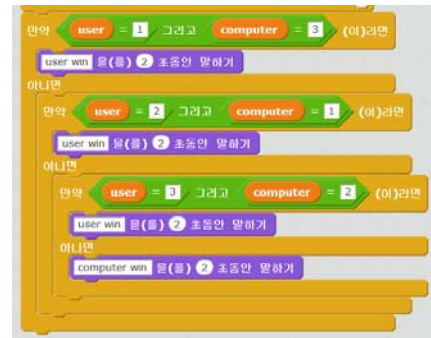 만약 user = 1 그리고 computer = 3 (이)라면
user win 을(를) 2 초동안 말하기
아니면
만약 user = 2 그리고 computer = 1 (이)라면
user win 을(를) 2 초동안 말하기
아니면
만약 user = 3 그리고 computer = 2 (이)라면
user win 을(를) 2 초동안 말하기
아니면
computer win 을(를) 2 초동안 말하기